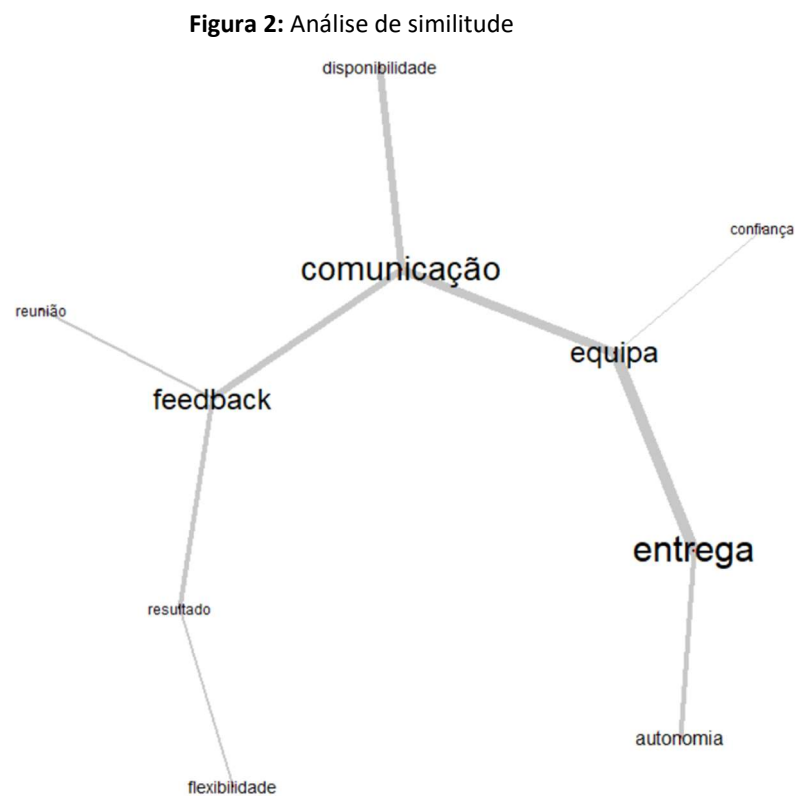 Figura 2: Análise de similitude
disponibilidade
confiança
comunicação
reunião
equipa
feedback
entrega
resultado
autonomia
flexibilidade